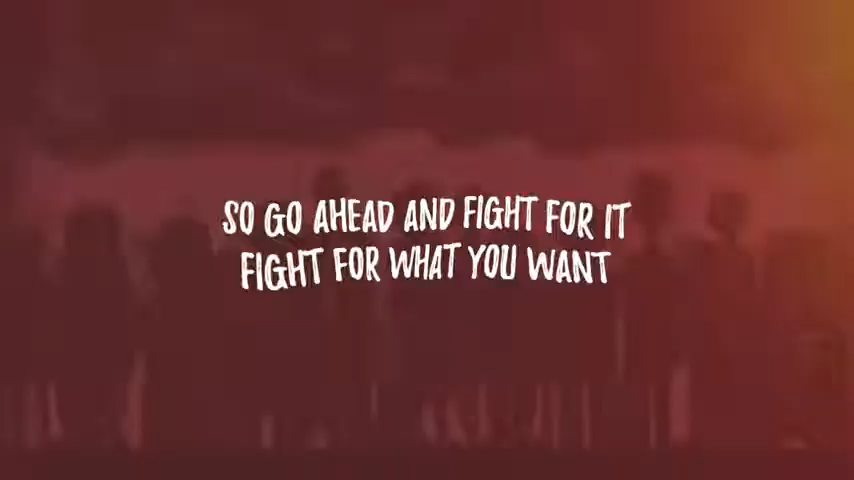 SO GO AHEAD AND FIGHT FOR IT
FIGHT FOR WHAT YOU WANT